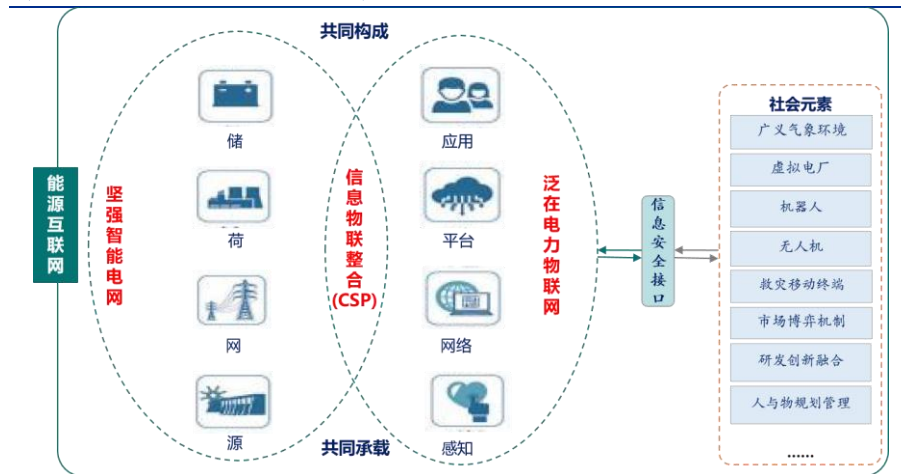 共同构成
能源互联网
坚强智能电网
储
荷
网
源
信息物联整合
(CSP)
应用
平台
网络
感知
泛在电力物联网
共同承载
信息安全接口
社会元素
广义气象环境
虚拟电厂
机器人
无人机
救灾移动终端
市场博弈机制
研发创新融合
人与物规划管理
......